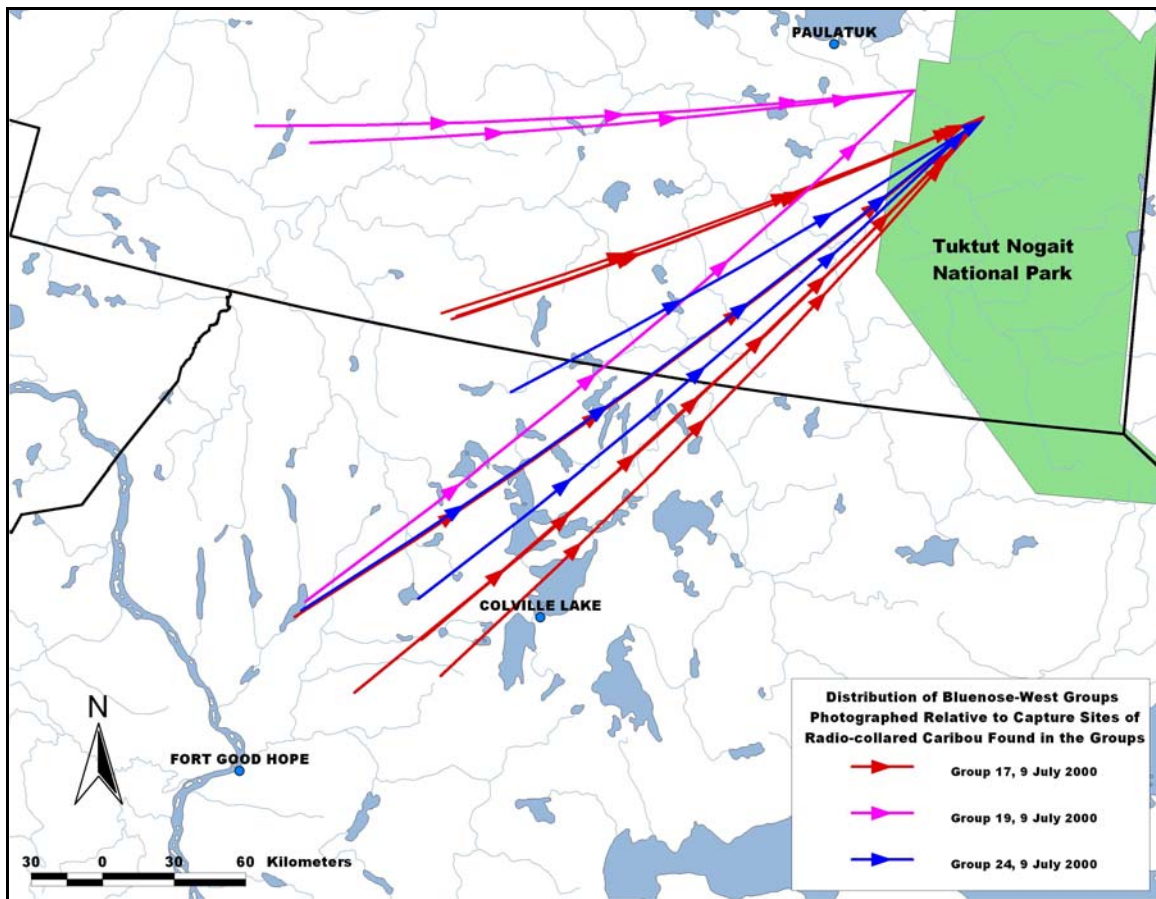 PAULATUK
Tuktut Nogait
National Park
COLVILLE LAKE
N
FORT GOOD HOPE
30 0 30 60 Kilometers
Distribution of Bluenose-West Groups
Photographed Relative to Capture Sites of
Radio-collared Caribou Found in the Groups
Group 17, 9 July 2000
Group 19, 9 July 2000
Group 24, 9 July 2000